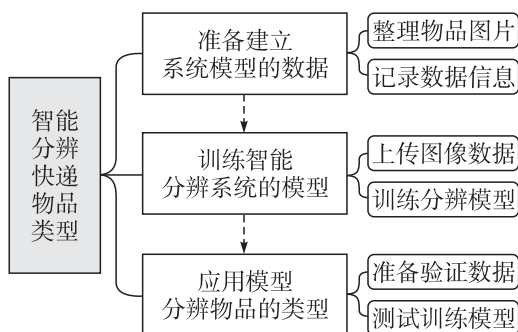 智能
分辨
快递
物品
类型
准备建立
系统模型的数据
整理物品图片
记录数据信息
训练智能
分辨系统的模型
上传图像数据
训练分辨模型
应用模型
分辨物品的类型
准备验证数据
测试训练模型